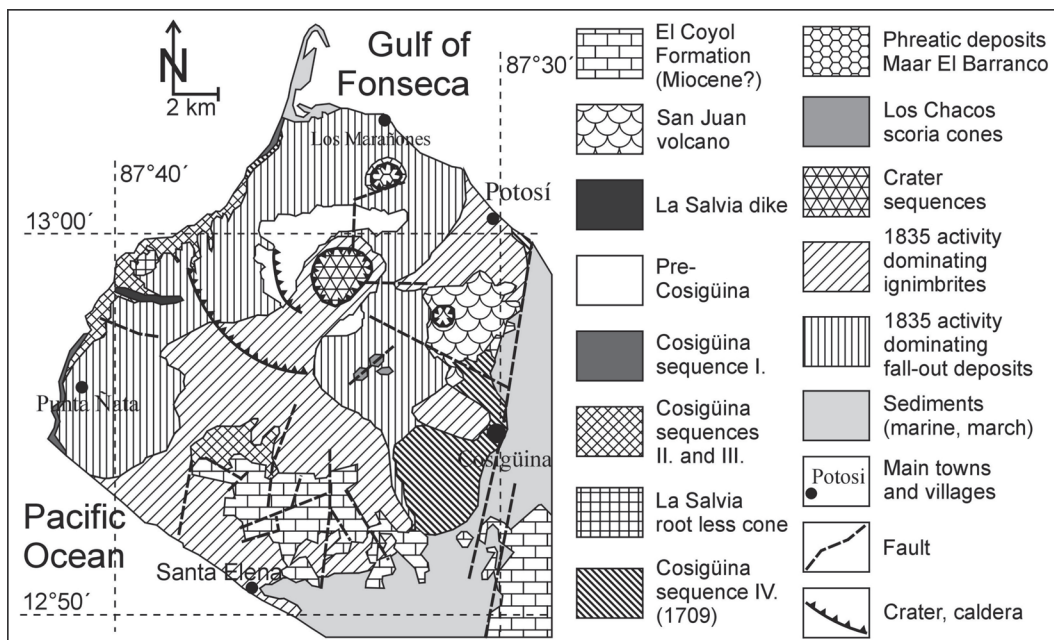 N
2 km
Gulf of
Fonseca
87°30´
Los Marañones
87°40´
Potosí
13°00´
Punta Ñata
Cosigüina
Pacific
Ocean
Santa Elena
12°50´
El Coyol
Formation
(Miocene?)
San Juan
volcano
La Salvia dike
Pre-
Cosigüina
Cosigüina
sequence I.
Cosigüina
sequences
II. and III.
La Salvia
root less cone
Cosigüina
sequence IV.
(1709)
Phreatic deposits
Maar El Barranco
Los Chacos
scoria cones
Crater
sequences
1835 activity
dominating
ignimbrites
1835 activity
dominating
fall-out deposits
Sediments
(marine, march)
Potosi
Main towns
and villages
Fault
Crater, caldera